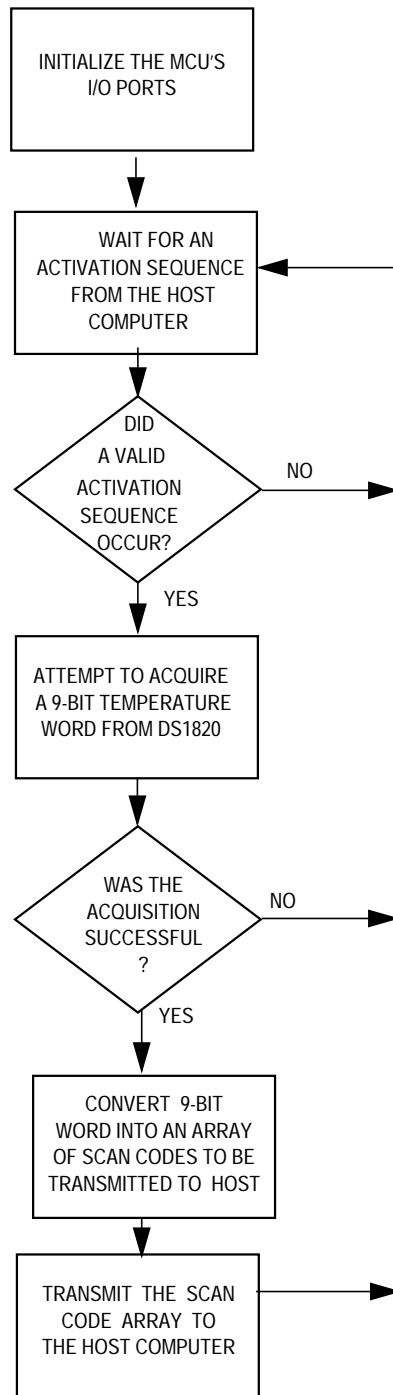 INITIALIZE THE MCU'S
I/O PORTS
WAIT FOR AN
ACTIVATION SEQUENCE
FROM THE HOST
COMPUTER
DID
A VALID
ACTIVATION
SEQUENCE
OCCUR?
NO
YES
ATTEMPT TO ACQUIRE
A 9-BIT TEMPERATURE
WORD FROM DS1820
WAS THE
ACQUISITION
SUCCESSFUL
?
NO
YES
CONVERT 9-BIT
WORD INTO AN ARRAY
OF SCAN CODES TO BE
TRANSMITTED TO HOST
TRANSMIT THE SCAN
CODE ARRAY TO
THE HOST COMPUTER